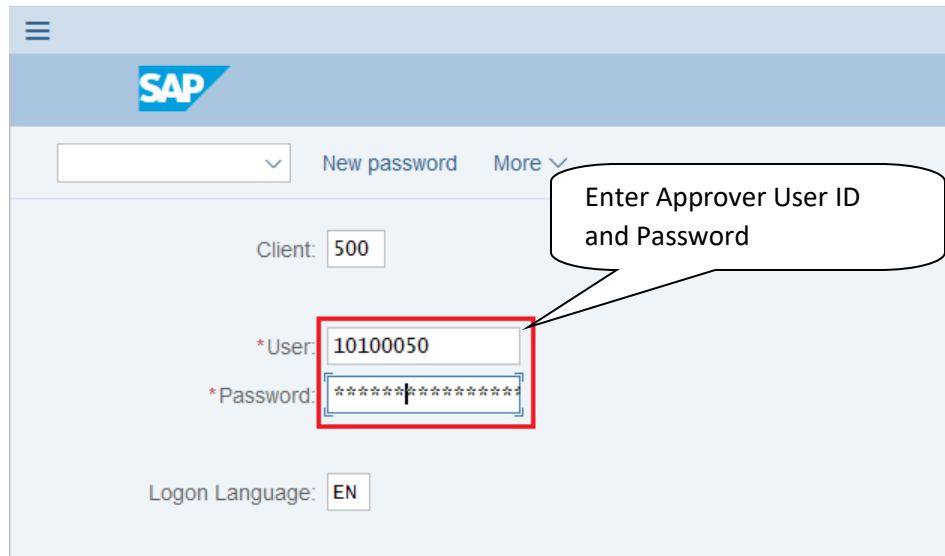 SAP
New password More
Enter Approver User ID
and Password
Client: 500
*User: 10100050
*Password: *****************
Logon Language: EN